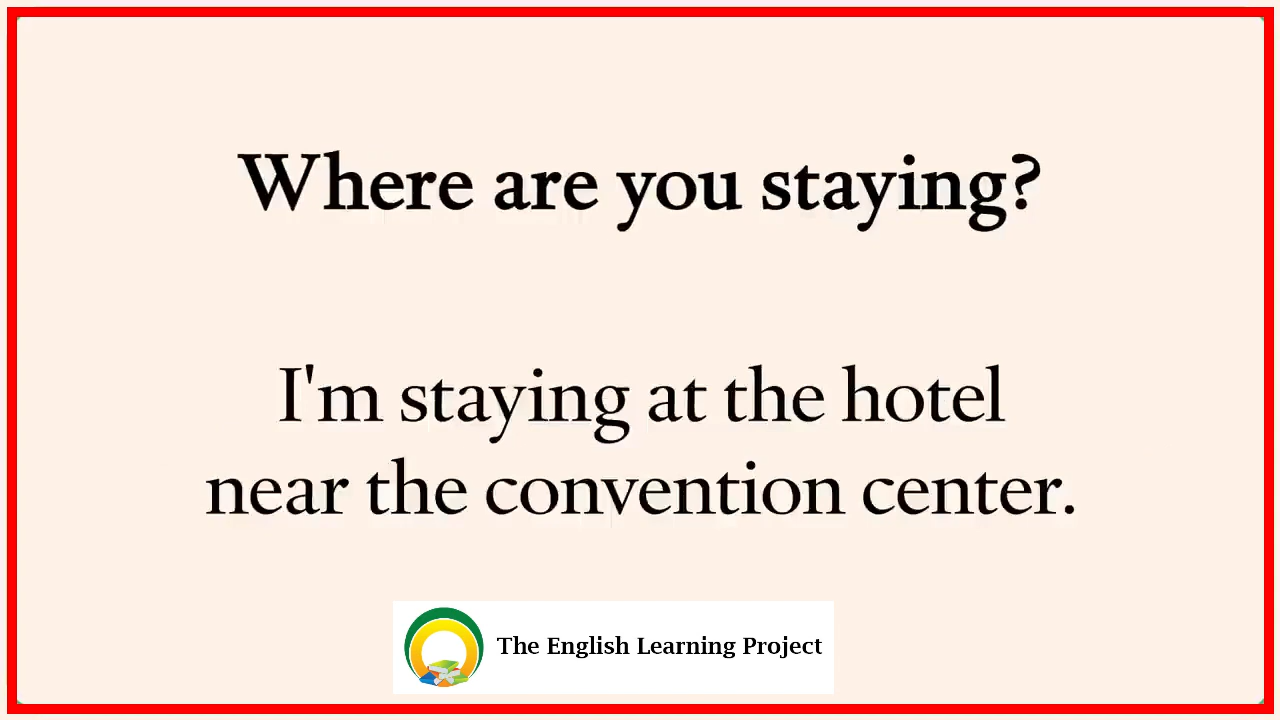 Where are you staying?
I'm staying at the hotel
near the convention center.
The English Learning Project